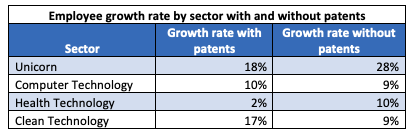 Employee growth rate by sector with and without patents
Sector Growth rate with patents Growth rate without patents
Unicorn 18% 28%
Computer Technology 10% 9%
Health Technology 2% 10%
Clean Technology 17% 9%